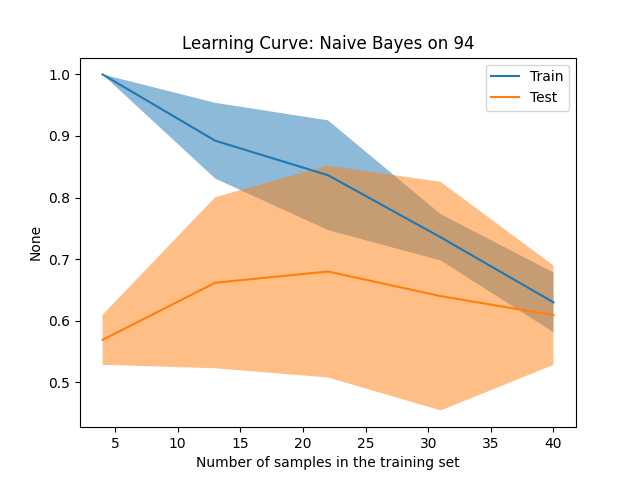 Learning Curve: Naive Bayes on 94
Train
Test
None
1.0
0.9
0.8
0.7
0.6
0.5
5 10 15 20 25 30 35 40
Number of samples in the training set